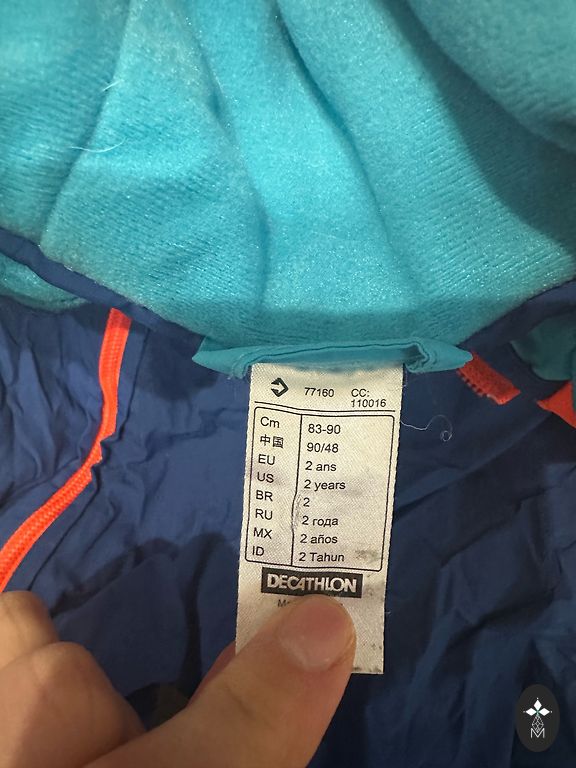 77160 CC:
110016
Cm 83-90
中国 90/48
EU 2 ans
US 2 years
BR 2
RU 2 года
MX 2 años
ID 2 Tahun
DECATHLON
M